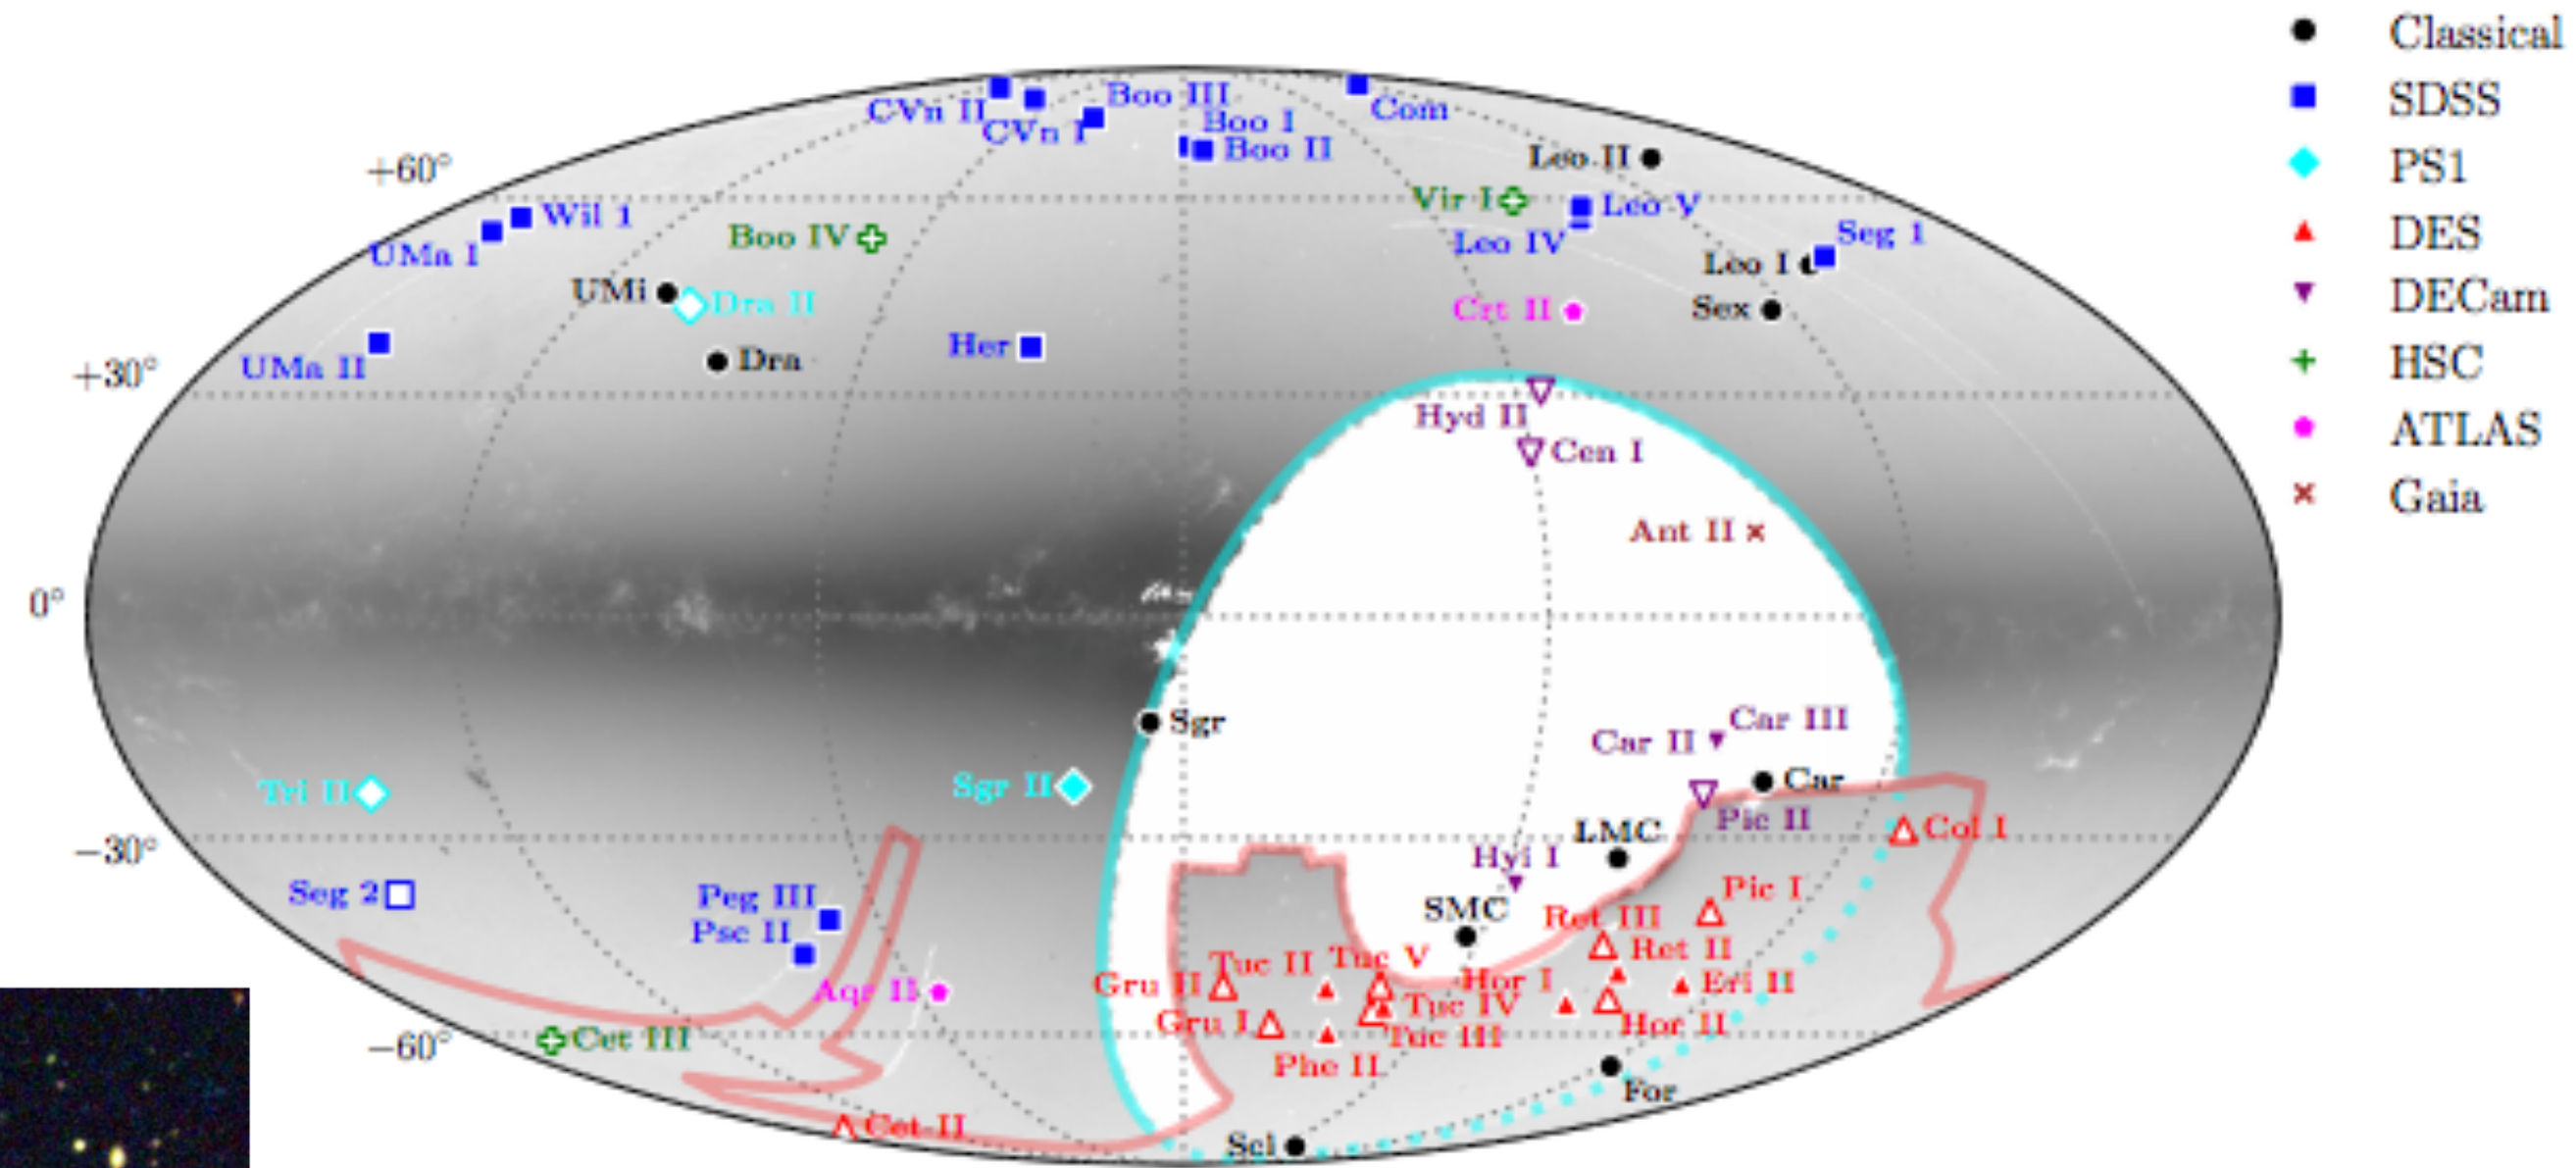 Classical
SDSS
PS1
DES
DECam
HSC
ATLAS
Gaia
+60°
+30°
0°
−30°
−60°
CVn II
CVn I
Boo III
Boo I
Boo II
Com
Leo II
Vir I
Leo V
Leo IV
Seg 1
Leo I
Sex
Crt II
Wil 1
UMa I
Boo IV
UMi
Dra II
Dra
UMa II
Her
Hyd II
Cen I
Ant II
Sgr
Car III
Car II
Car
Pic II
Tri II
Sgr II
LMC
Col I
Hyi I
Seg 2
Peg III
Psc II
SMC
Pic I
Ret III
Ret II
Tuc II
Tuc V
Hor I
Eri II
Gru II
Aqr II
Tuc IV
Gru I
Hor II
Tuc III
Cet III
Phe II
For
Cet II
Scl